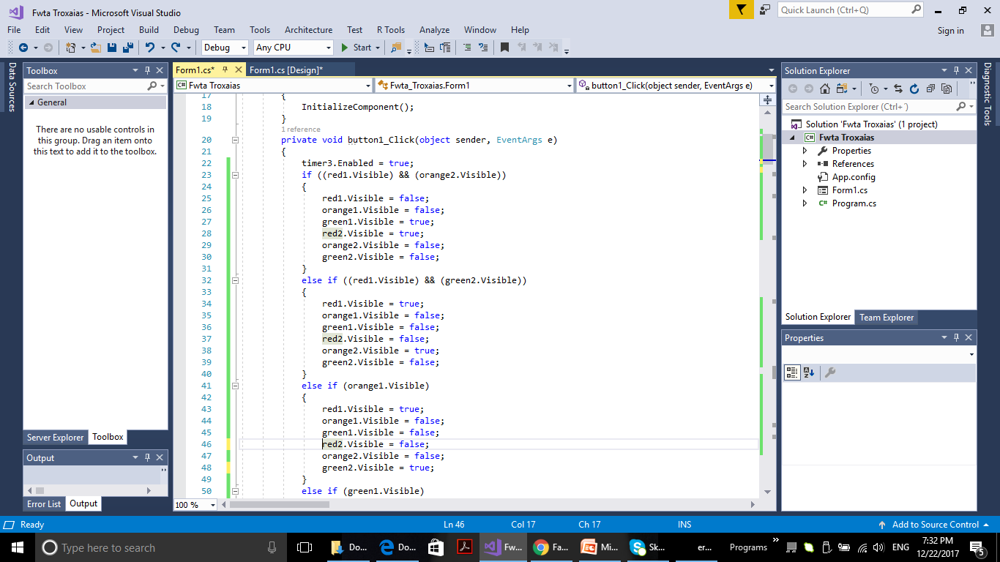 Fwta Troxaias - Microsoft Visual Studio
Quick Launch (Ctrl+Q)
File Edit View Project Build Debug Team Tools Architecture Test R Tools Analyze Window Help
Sign in
Debug Any CPU Start
Data Sources
Toolbox
Search Toolbox
General
There are no usable controls in
this group. Drag an item onto
this text to add it to the toolbox.
Server Explorer Toolbox
Output
Error List Output
Form1.cs* Form1.cs [Design]*
C# Fwta Troxaias Fwta_Troxaias.Form1 button1_Click(object sender, EventArgs e)
17 {
18 InitializeComponent();
19 }
1 reference
20 private void button1_Click(object sender, EventArgs e)
21 {
22 timer3.Enabled = true;
23 if ((red1.Visible) && (orange2.Visible))
24 {
25 red1.Visible = false;
26 orange1.Visible = false;
27 green1.Visible = true;
28 red2.Visible = true;
29 orange2.Visible = false;
30 green2.Visible = false;
31 }
32 else if ((red1.Visible) && (green2.Visible))
33 {
34 red1.Visible = true;
35 orange1.Visible = false;
36 green1.Visible = false;
37 red2.Visible = false;
38 orange2.Visible = true;
39 green2.Visible = false;
40 }
41 else if (orange1.Visible)
42 {
43 red1.Visible = true;
44 orange1.Visible = false;
45 green1.Visible = false;
46 red2.Visible = false;
47 orange2.Visible = false;
48 green2.Visible = true;
49 }
50 else if (green1.Visible)
100 %
Solution Explorer
Search Solution Explorer (Ctrl+¨)
Solution 'Fwta Troxaias' (1 project)
C# Fwta Troxaias
Properties
References
App.config
Form1.cs
C# Program.cs
Solution Explorer Team Explorer
Properties
Diagnostic Tools
Ready Ln 46 Col 17 Ch 17 INS Add to Source Control
Type here to search
Do... Do... Fw... Fa... Mi... Sk... er... Programs
ENG
7:32 PM
12/22/2017
5